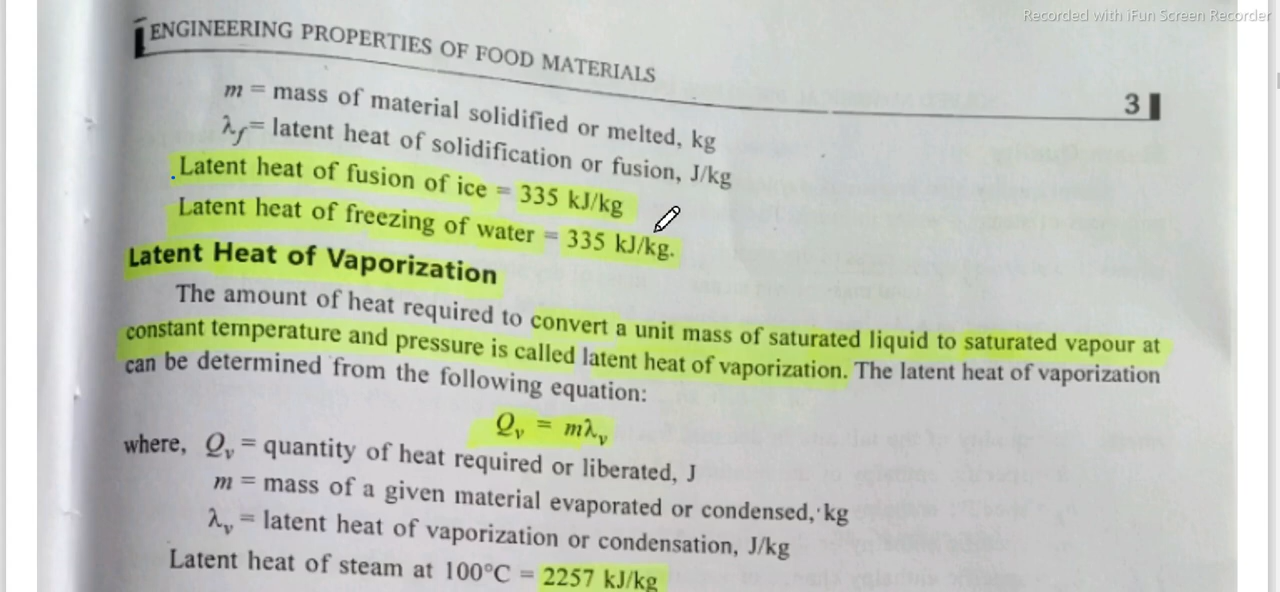 Recorded with iFun Screen Recorder
ENGINEERING PROPERTIES OF FOOD MATERIALS
3
m = mass of material solidified or melted, kg
λf = latent heat of solidification or fusion, J/kg
Latent heat of fusion of ice = 335 kJ/kg
Latent heat of freezing of water = 335 kJ/kg.
Latent Heat of Vaporization
The amount of heat required to convert a unit mass of saturated liquid to saturated vapour at
constant temperature and pressure is called latent heat of vaporization. The latent heat of vaporization
can be determined from the following equation:
Qv = mλv
where, Qv = quantity of heat required or liberated, J
m = mass of a given material evaporated or condensed, kg
λv = latent heat of vaporization or condensation, J/kg
Latent heat of steam at 100°C = 2257 kJ/kg